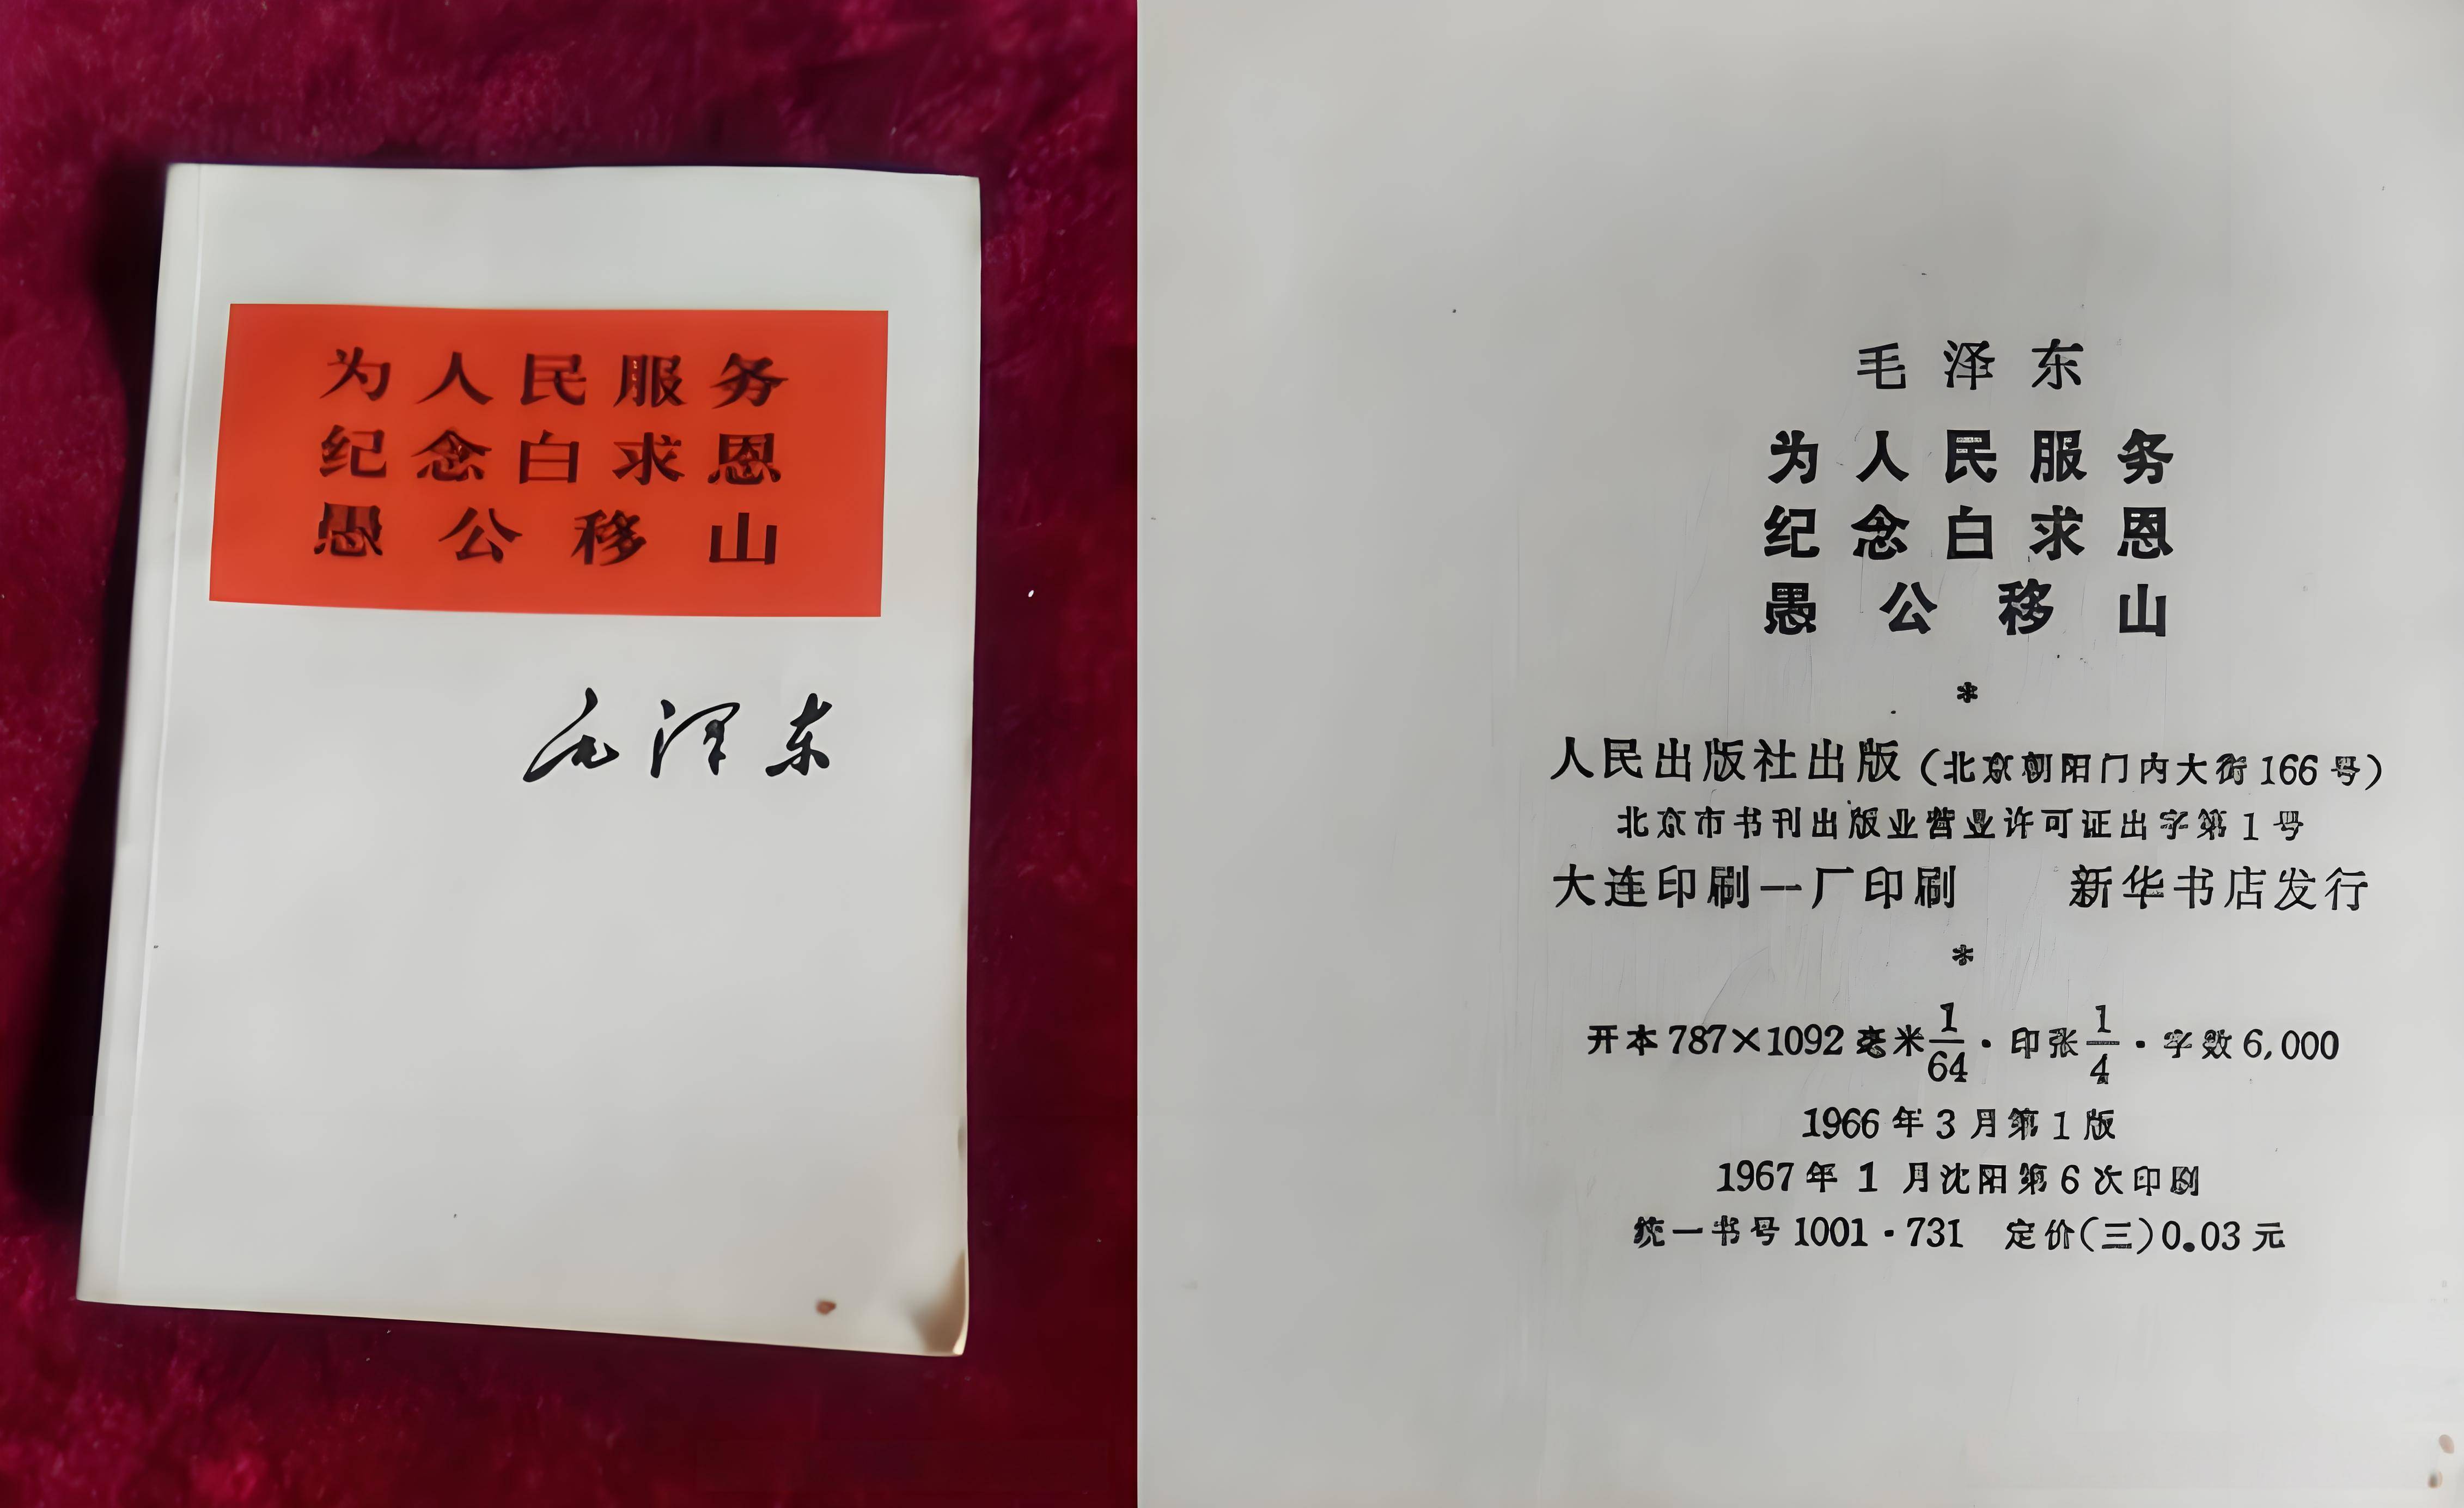 为人民服务
纪念白求恩
愚公移山
毛泽东
毛泽东
为人民服务
纪念白求恩
愚公移山
*
人民出版社出版(北京朝阳门内大街166号)
北京市书刊出版业营业许可证出字第1号
大连印刷一厂印刷 新华书店发行
*
开本787×1092毫米1/64·印张1/4·字数6,000
1966年3月第1版
1967年1月沈阳第6次印刷
统一书号1001·731 定价(三)0.03元